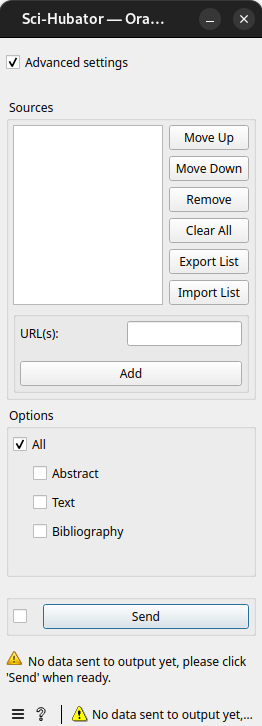 Sci-Hubator — Ora...
Advanced settings
Sources
Move Up
Move Down
Remove
Clear All
Export List
Import List
URL(s):
Add
Options
All
Abstract
Text
Bibliography
Send
No data sent to output yet, please click
'Send' when ready.
No data sent to output yet,...